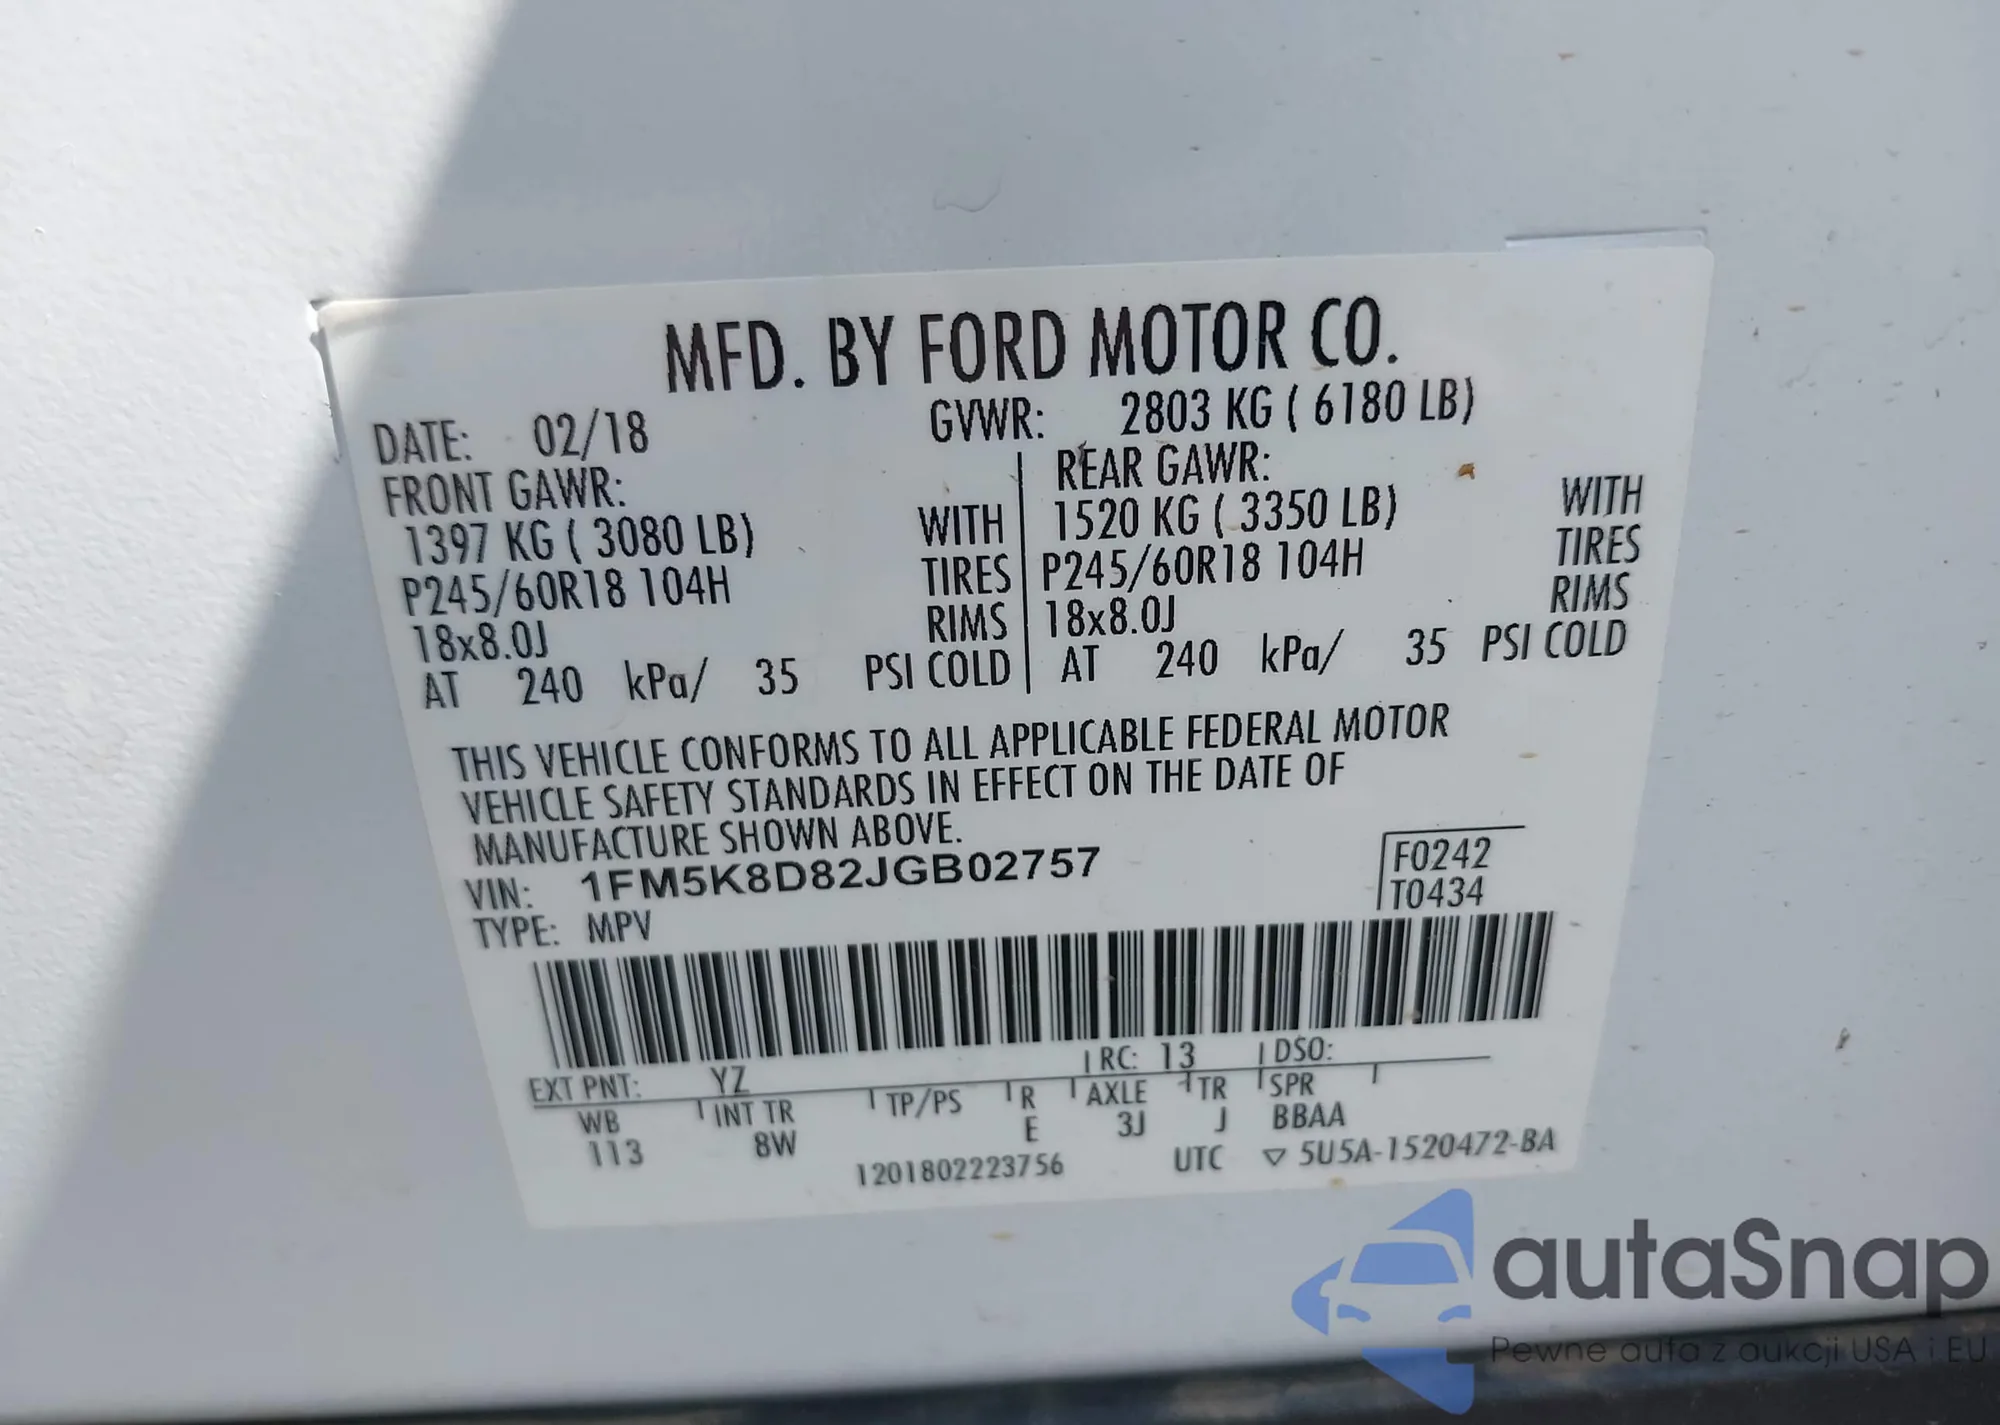 MFD. BY FORD MOTOR CO.
DATE: 02/18 GVWR: 2803 KG ( 6180 LB)
FRONT GAWR: REAR GAWR:
1397 KG ( 3080 LB) WITH 1520 KG ( 3350 LB) WITH
P245/60R18 104H TIRES P245/60R18 104H TIRES
18x8.0J RIMS 18x8.0J RIMS
AT 240 kPa/ 35 PSI COLD AT 240 kPa/ 35 PSI COLD
THIS VEHICLE CONFORMS TO ALL APPLICABLE FEDERAL MOTOR
VEHICLE SAFETY STANDARDS IN EFFECT ON THE DATE OF
MANUFACTURE SHOWN ABOVE.
VIN: 1FM5K8D82JGB02757 F0242
TYPE: MPV T0434
EXT PNT: YZ RC: 13 DSO:
WB INT TR TP/PS R AXLE TR SPR
113 8W E 3J J BBAA
1201802223756 UTC ▽ 5U5A-1520472-BA
autaSnap
Pewne auta z aukcji USA i EU